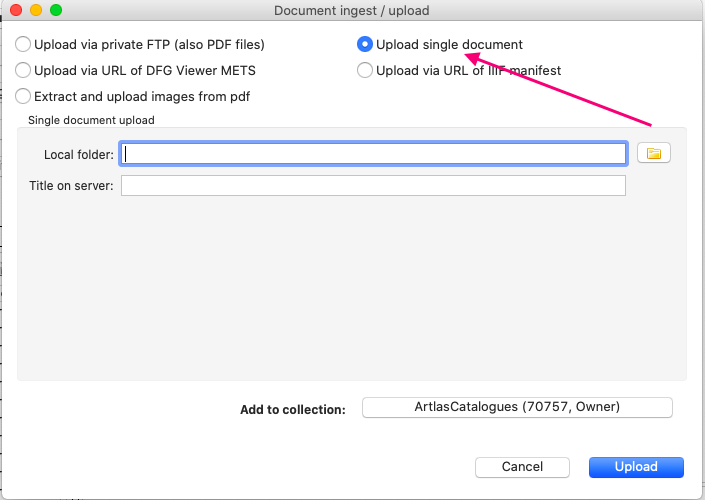 Document ingest / upload
Upload via private FTP (also PDF files)
Upload single document
Upload via URL of DFG Viewer METS
Upload via URL of IIIF manifest
Extract and upload images from pdf
Single document upload
Local folder:
Title on server:
Add to collection:
ArtlasCatalogues (70757, Owner)
Cancel
Upload